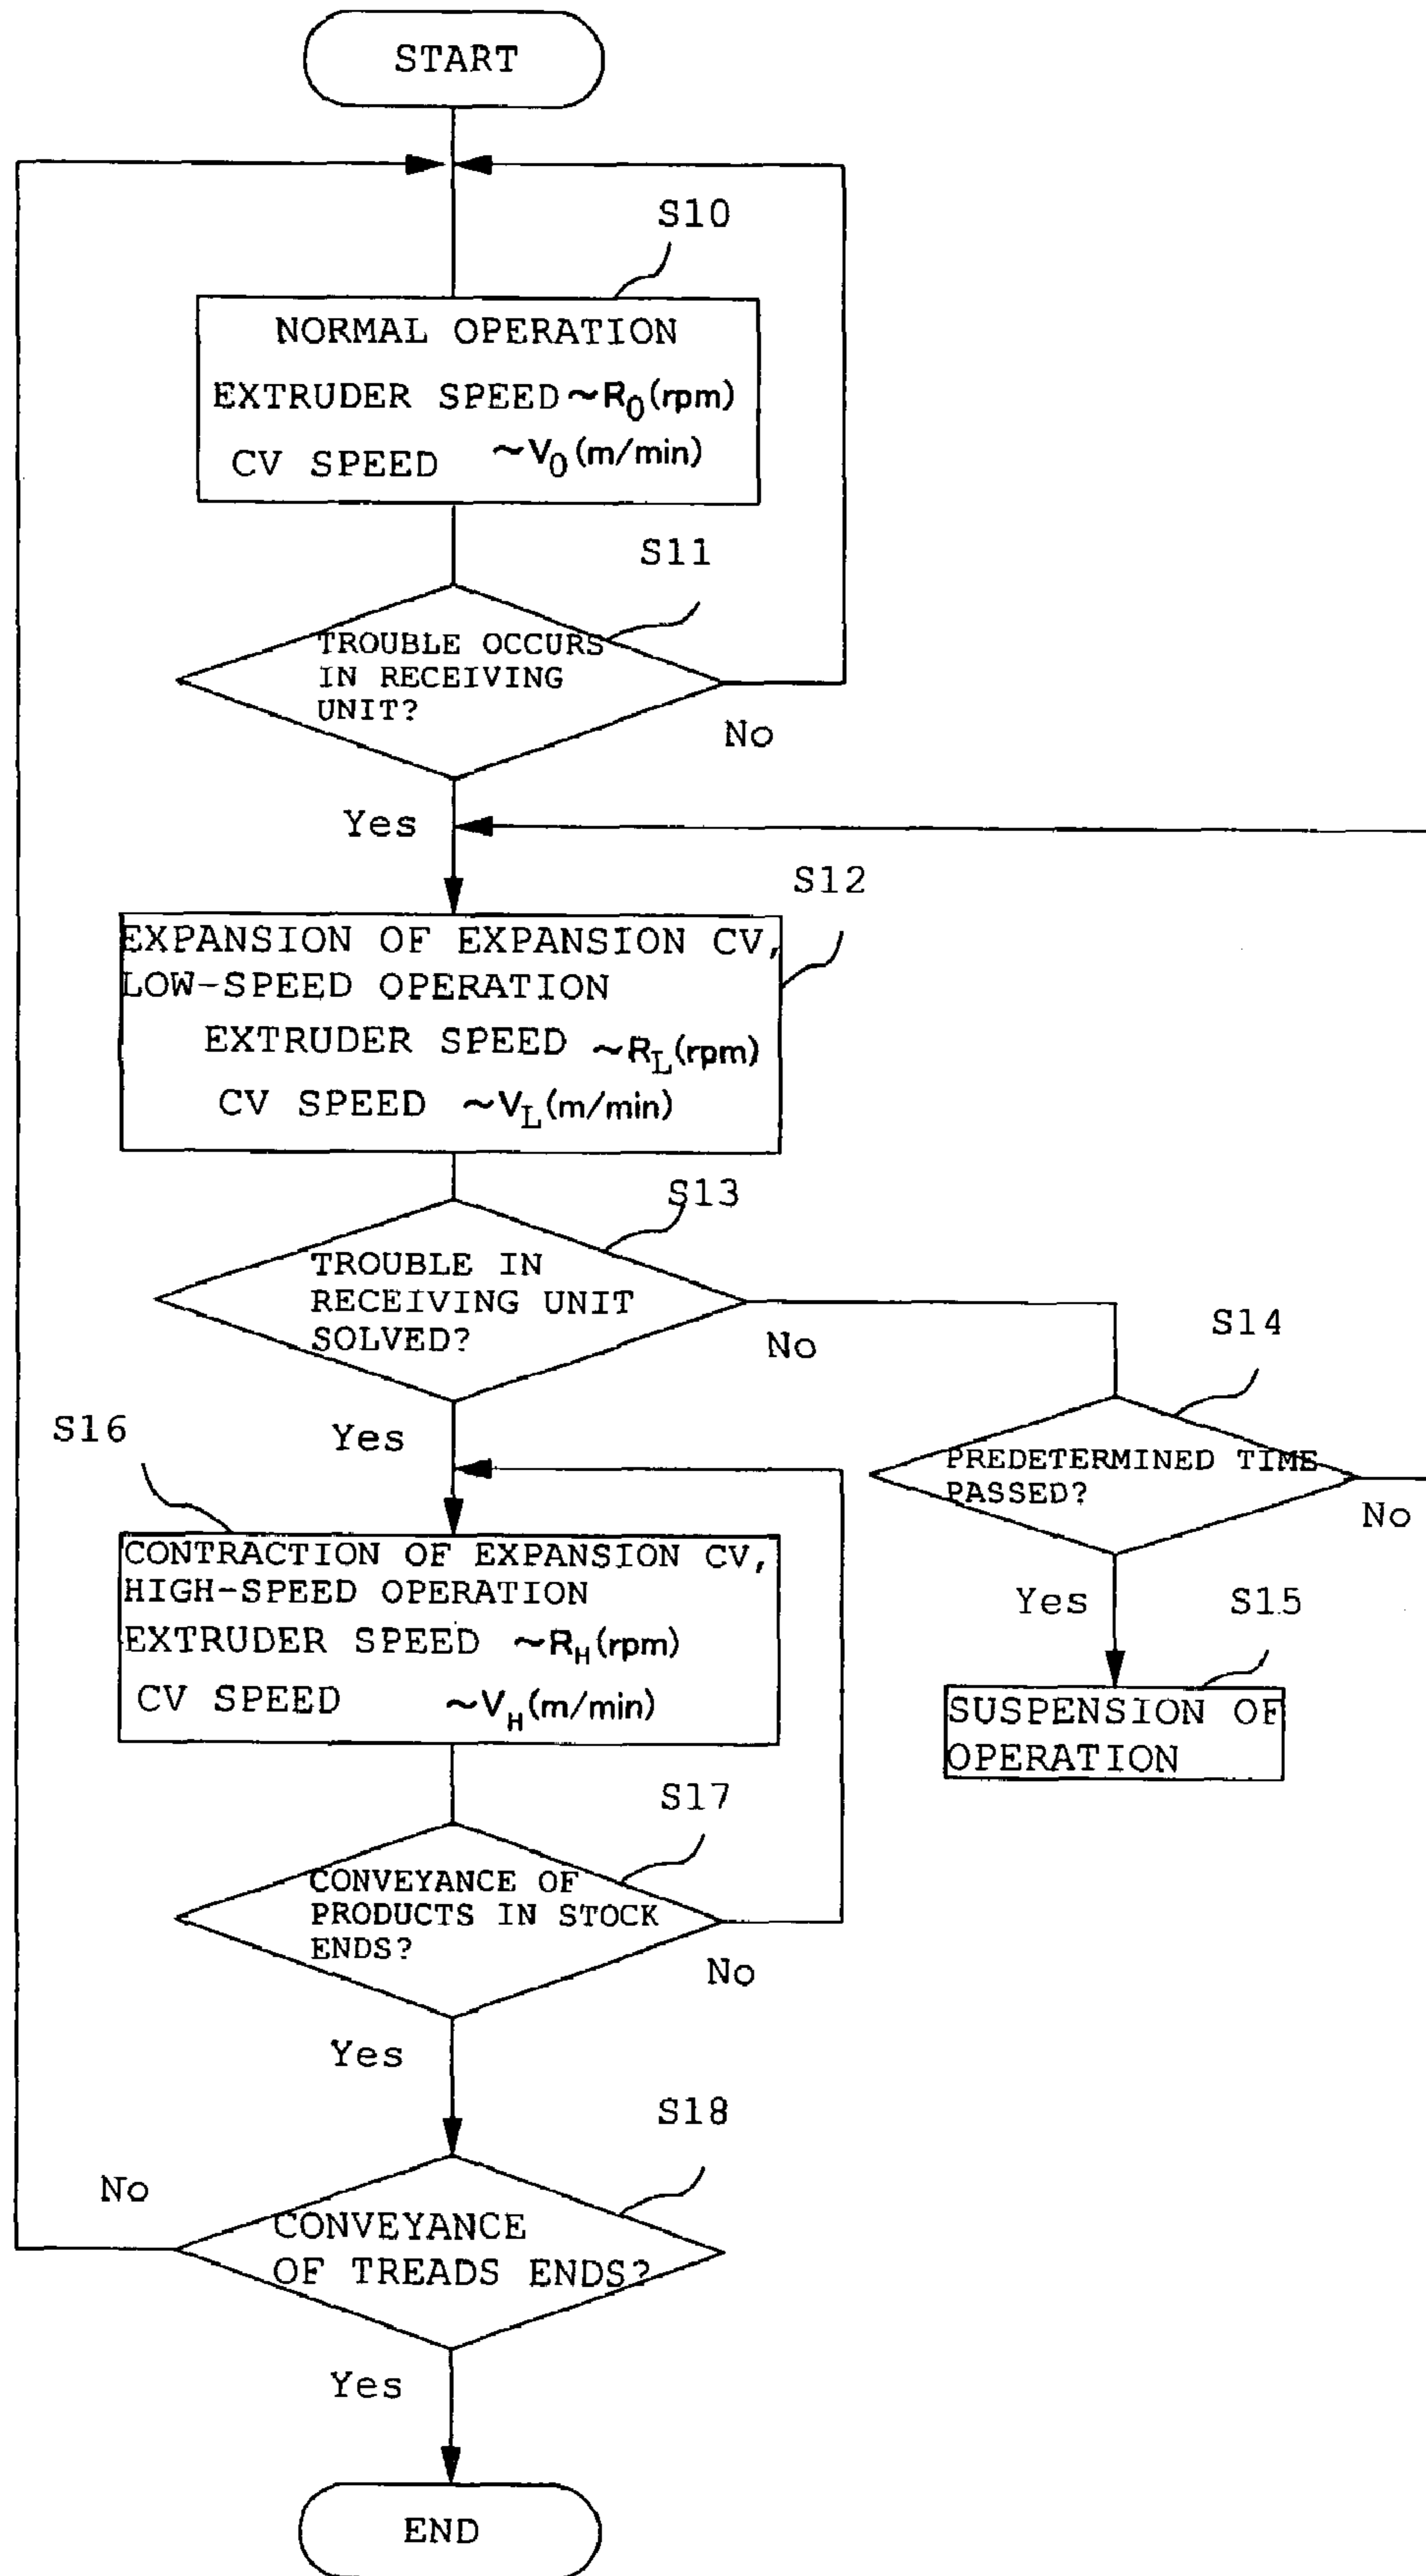 START
S10
NORMAL OPERATION
EXTRUDER SPEED ~R0(rpm)
CV SPEED ~V0(m/min)
S11
TROUBLE OCCURS
IN RECEIVING
UNIT?
No
Yes
S12
EXPANSION OF EXPANSION CV,
LOW-SPEED OPERATION
EXTRUDER SPEED ~RL(rpm)
CV SPEED ~VL(m/min)
S13
TROUBLE IN
RECEIVING UNIT
SOLVED?
No
Yes
S14
PREDETERMINED TIME
PASSED?
No
Yes
S15
SUSPENSION OF
OPERATION
S16
CONTRACTION OF EXPANSION CV,
HIGH-SPEED OPERATION
EXTRUDER SPEED ~RH(rpm)
CV SPEED ~VH(m/min)
S17
CONVEYANCE OF
PRODUCTS IN STOCK
ENDS?
No
Yes
S18
No
CONVEYANCE
OF TREADS ENDS?
Yes
END